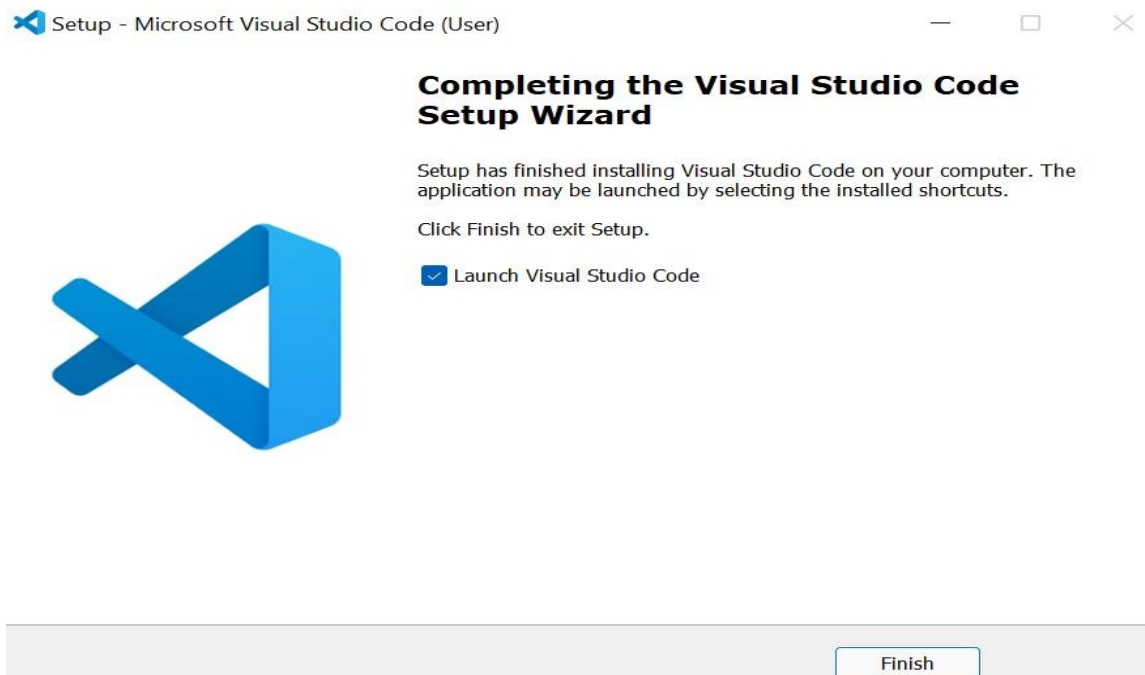 Setup - Microsoft Visual Studio Code (User)
Completing the Visual Studio Code
Setup Wizard
Setup has finished installing Visual Studio Code on your computer. The
application may be launched by selecting the installed shortcuts.
Click Finish to exit Setup.
Launch Visual Studio Code
Finish